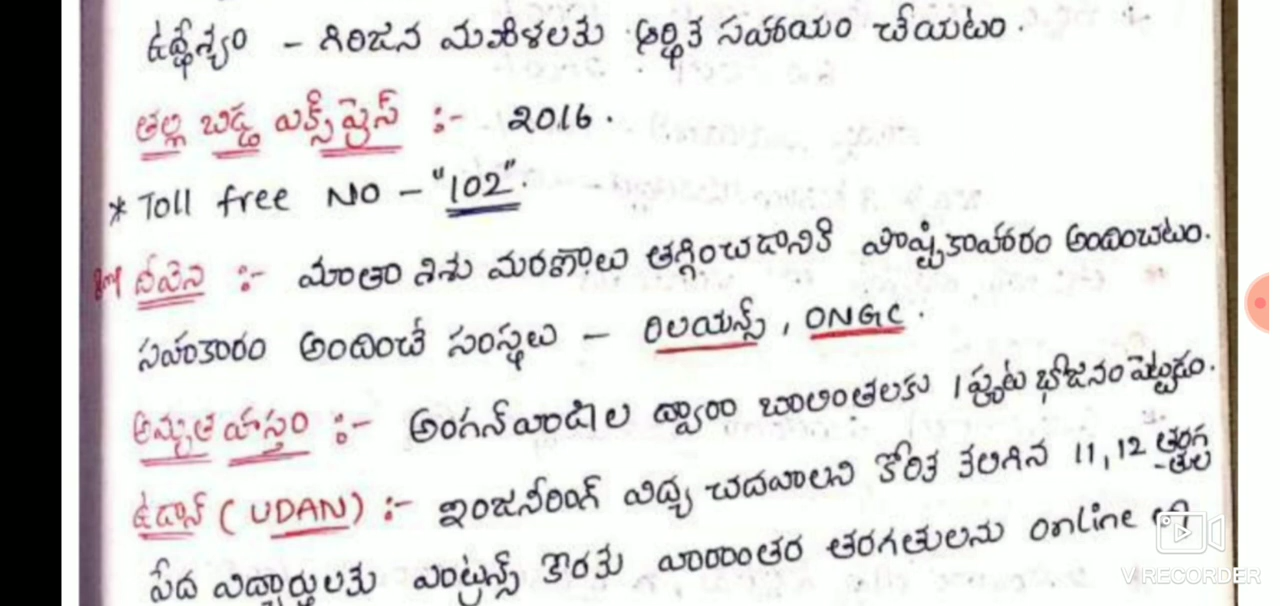 ఉద్దేశ్యం - గిరిజన మహిళలకు ఆర్థిక సహాయం చేయటం.
తల్లి బిడ్డ ఎక్స్ ప్రెస్ :- 2016.
* Toll free NO - "102".
దీవెన :- మాతా శిశు మరణాలు తగ్గించడానికి పౌష్టికాహారం అందించటం.
సహకారం అందించే సంస్థలు - రిలయన్స్, ONGC.
అమృత హస్తం :- అంగన్ వాడీల ద్వారా బాలింతలకు 1పూట భోజనం పెట్టడం.
ఉడాన్ (UDAN) :- ఇంజనీరింగ్ విద్య చదవాలని కోరిక కలిగిన 11, 12 తరగతుల
పేద విద్యార్థులకు ఎంట్రన్స్ కొరకు వారాంతర తరగతులను online లో
V RECORDER